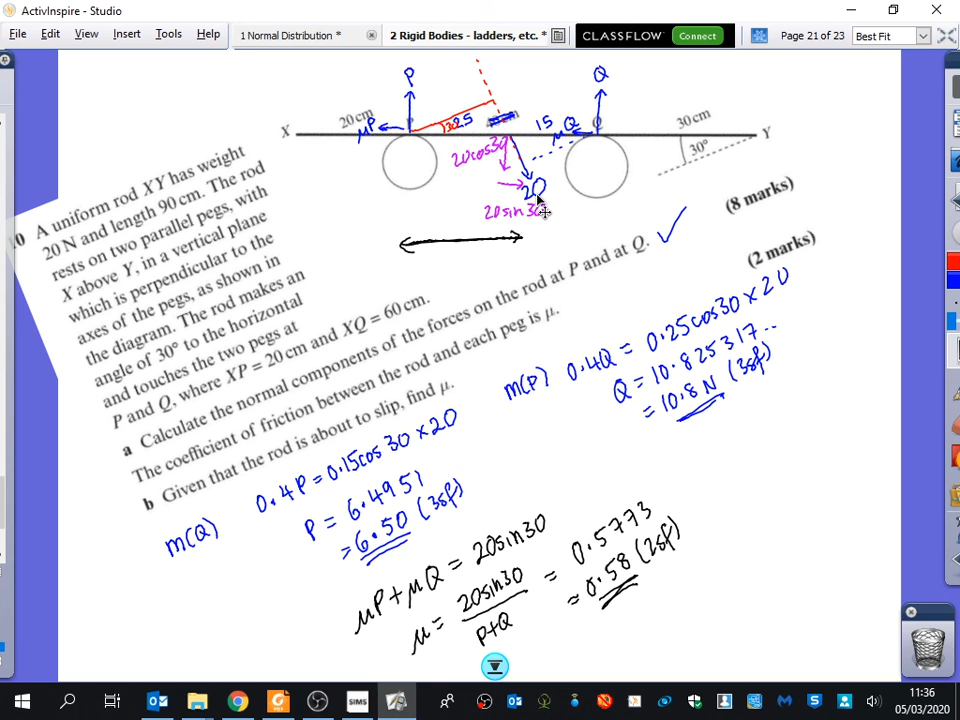 ActivInspire - Studio
File Edit View Insert Tools Help
1 Normal Distribution *
2 Rigid Bodies - ladders, etc. *
CLASSFLOW Connect
Page 21 of 23
Best Fit
P
Q
20cm
μP
30
25
15
μQ
30cm
X
Y
20cos30
30°
20
20sin30
10 A uniform rod XY has weight
20 N and length 90 cm. The rod
rests on two parallel pegs, with
X above Y, in a vertical plane
which is perpendicular to the
axes of the pegs, as shown in
the diagram. The rod makes an
angle of 30° to the horizontal
and touches the two pegs at
P and Q, where XP = 20 cm and XQ = 60 cm.
a Calculate the normal components of the forces on the rod at P and at Q. ✓
(8 marks)
The coefficient of friction between the rod and each peg is μ.
b Given that the rod is about to slip, find μ.
(2 marks)
m(P) 0.4Q = 0.25cos30 × 20
Q = 10.825317...
= 10.8 N (3sf)
m(Q) 0.4P = 0.15cos30 × 20
P = 6.4951
= 6.50 (3sf)
μP + μQ = 20sin30
μ = 20sin30 / P+Q = 0.5773
= 0.58 (2sf)
11:36
05/03/2020
SIMS